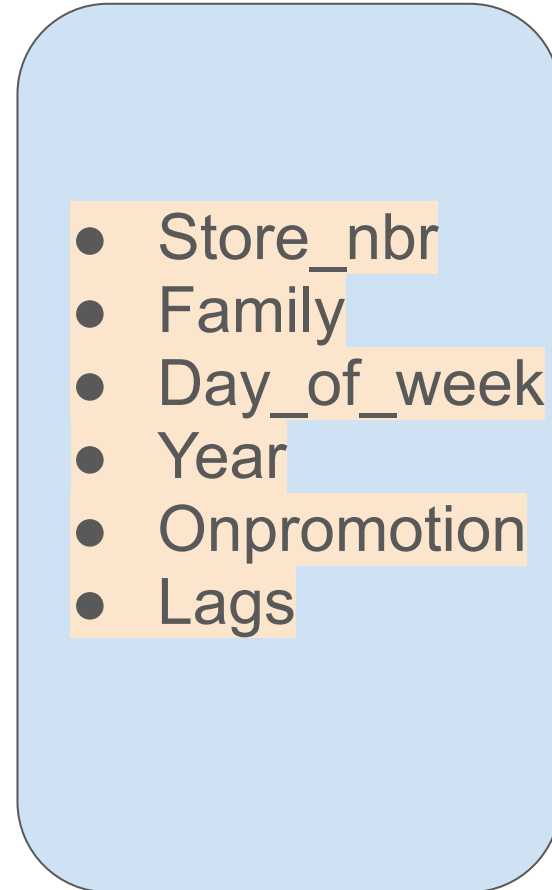 ● Store_nbr
● Family
● Day_of_week
● Year
● Onpromotion
● Lags